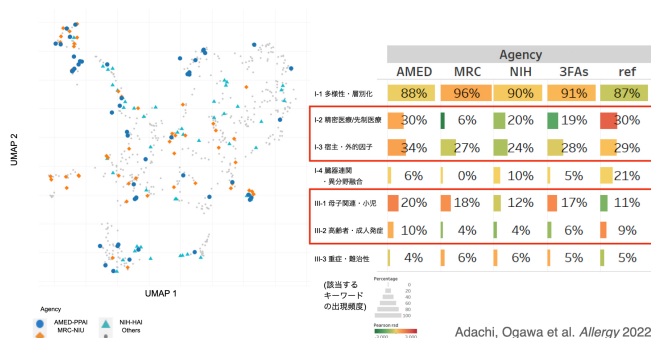 UMAP 2
UMAP 1
Agency
AMED-PPAI
NIH-HAI
MRC-NIU
Others
Agency
AMED MRC NIH 3FAs ref
I-1 多様性・層別化 88% 96% 90% 91% 87%
I-2 精密医療/先制医療 30% 6% 20% 19% 30%
I-3 宿主・外的因子 34% 27% 24% 28% 29%
I-4 臓器連関
・異分野融合 6% 0% 10% 5% 21%
III-1 母子関連・小児 20% 18% 12% 17% 11%
III-2 高齢者・成人発症 10% 4% 4% 6% 9%
III-3 重症・難治性 4% 6% 6% 5% 5%
(該当する
キーワード
の出現頻度)
Percentage
0
20
40
60
80
100
Adachi, Ogawa et al. Allergy 2022